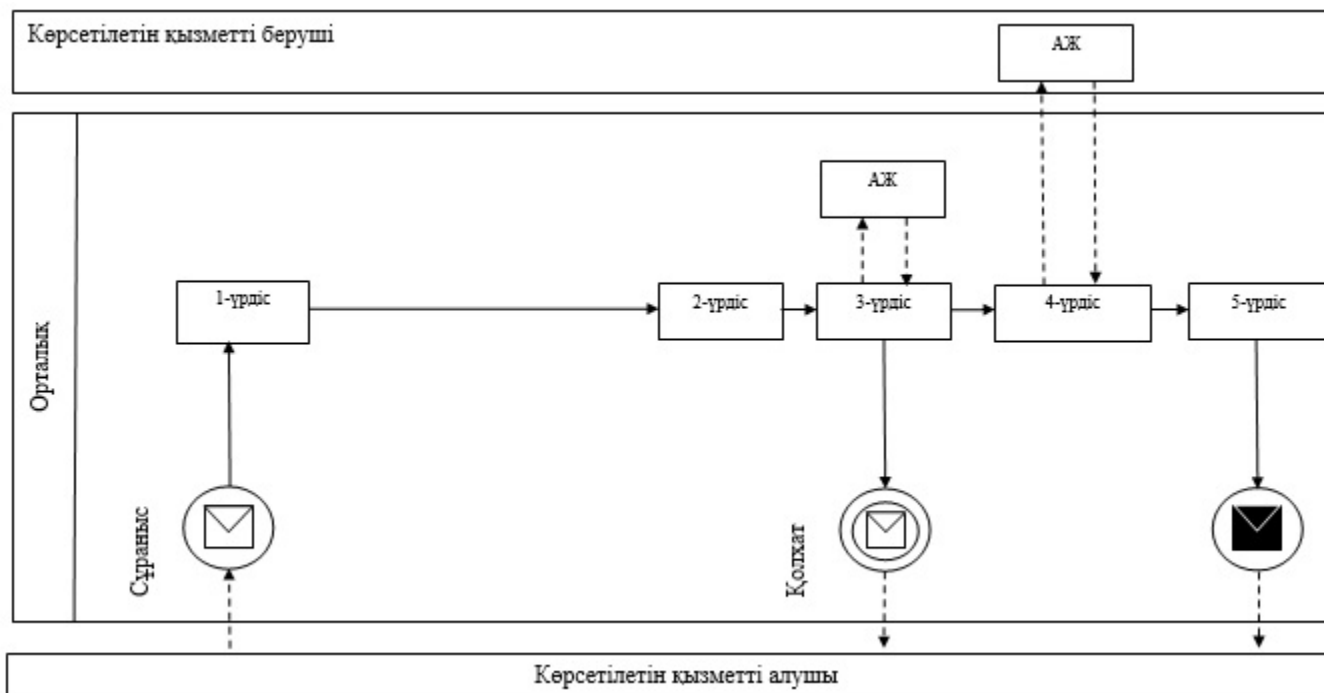 Көрсетілетін қызметті беруші
АЖ
АЖ
1-үрдіс
2-үрдіс
3-үрдіс
4-үрдіс
5-үрдіс
Орталық
Сұраныс
Қолхат
Көрсетілетін қызметті алушы